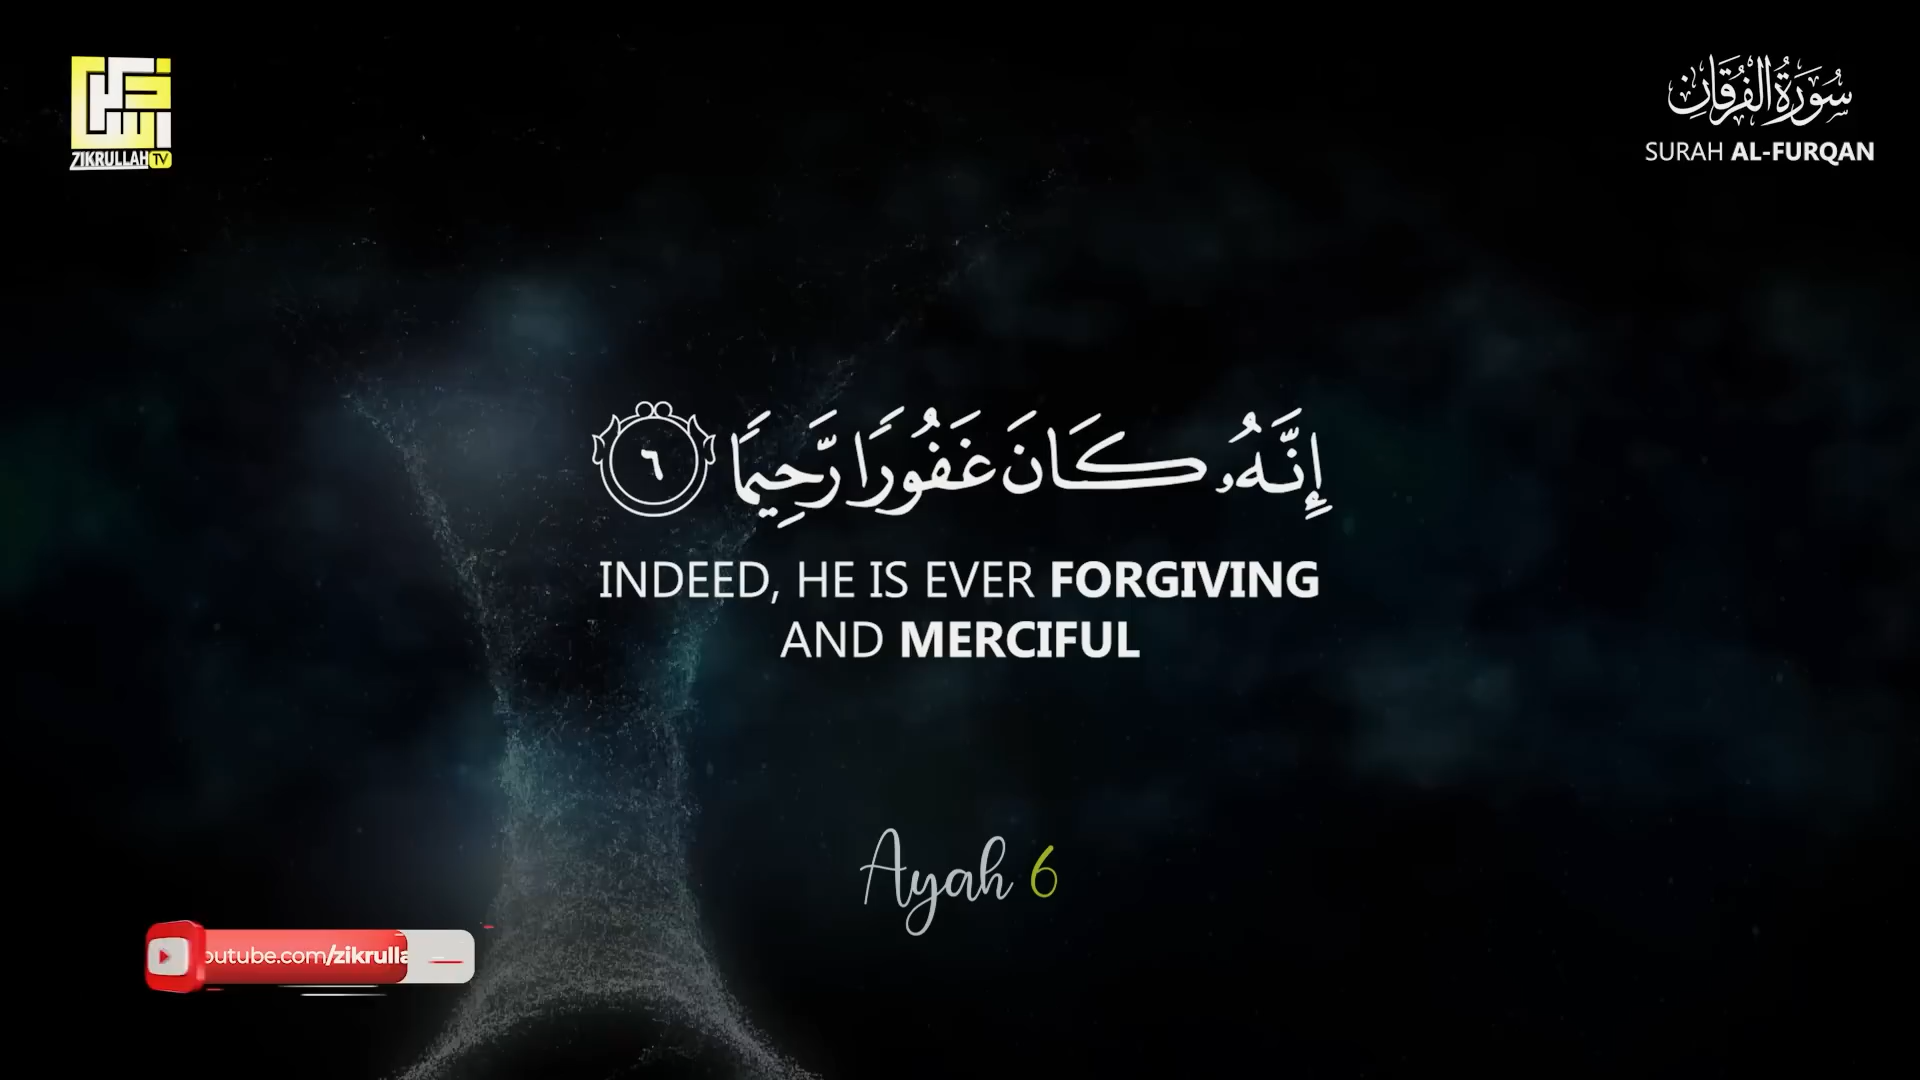 ZIKRULLAH TV
سُورَةُ الْفُرْقَانِ
SURAH AL-FURQAN
إِنَّهُۥ كَانَ غَفُورًا رَّحِيمًا ٦
INDEED, HE IS EVER FORGIVING
AND MERCIFUL
Ayah 6
outube.com/zikrulla